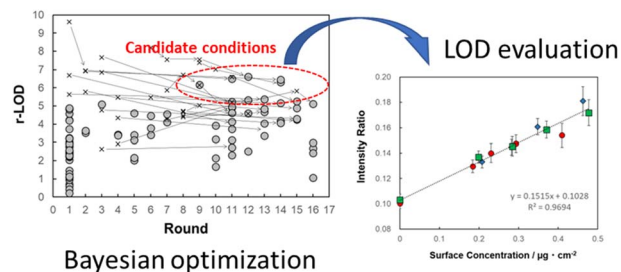 Candidate conditions
LOD evaluation
r-LOD
10
9
8
7
6
5
4
3
2
1
0
0 1 2 3 4 5 6 7 8 9 10 11 12 13 14 15 16 17
Round
Bayesian optimization
Intensity Ratio
0.20
0.18
0.16
0.14
0.12
0.10
0.08
y = 0.1515x + 0.1028
R² = 0.9694
0.0 0.1 0.2 0.3 0.4 0.5
Surface Concentration / μg・cm⁻²